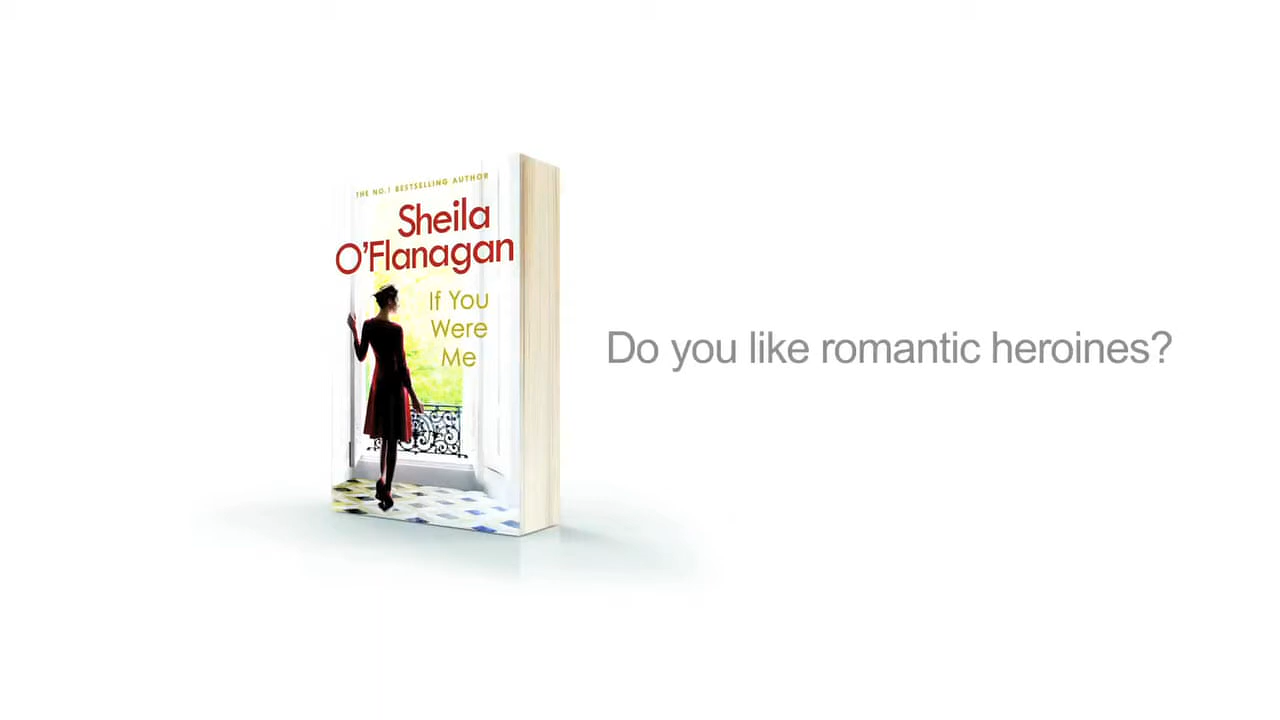 THE NO.1 BESTSELLING AUTHOR
Sheila
O'Flanagan
If You
Were
Me
Do you like romantic heroines?